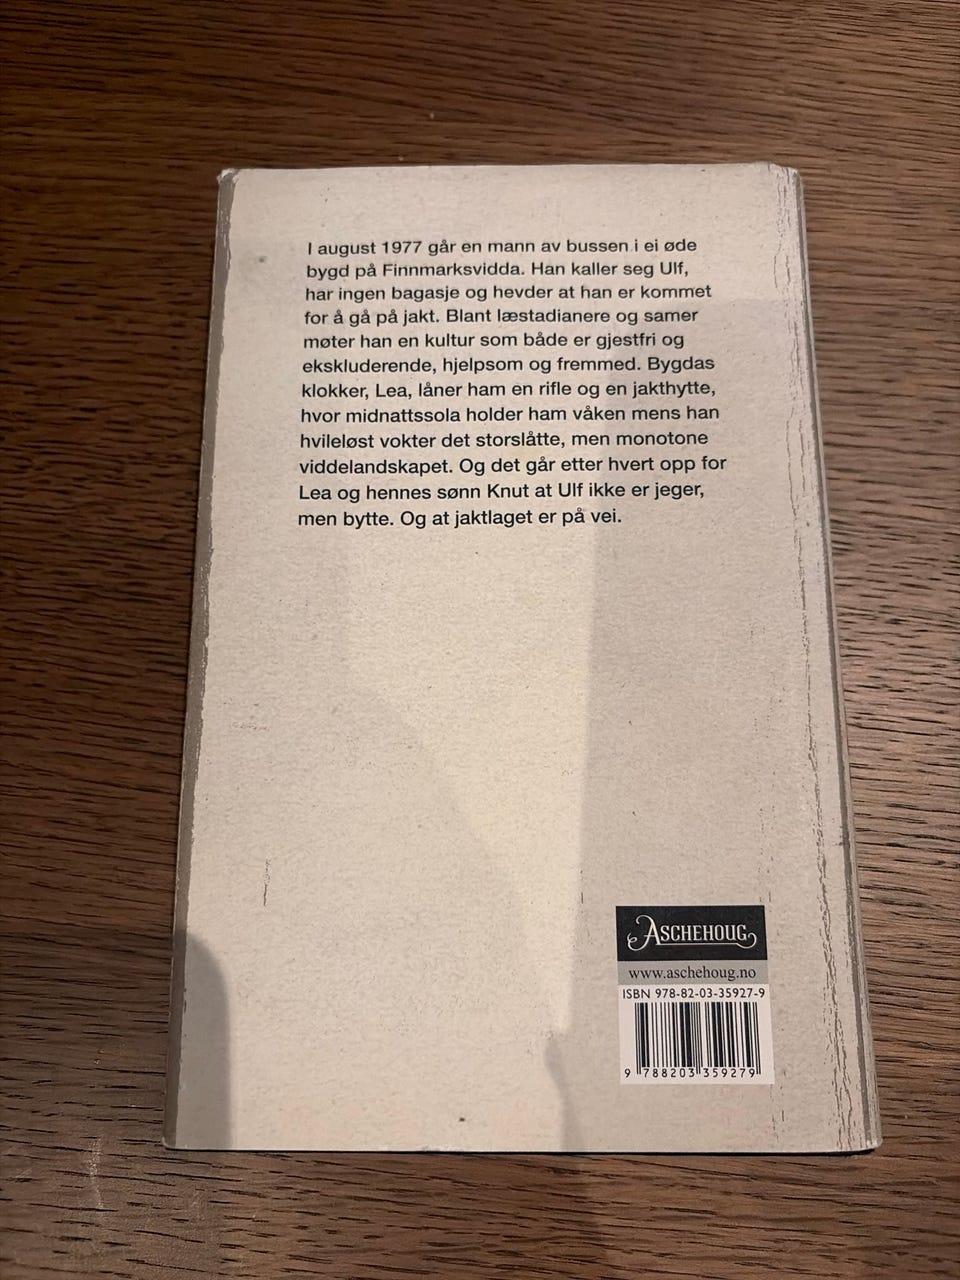 I august 1977 går en mann av bussen i ei øde
bygd på Finnmarksvidda. Han kaller seg Ulf,
har ingen bagasje og hevder at han er kommet
for å gå på jakt. Blant læstadianere og samer
møter han en kultur som både er gjestfri og
ekskluderende, hjelpsom og fremmed. Bygdas
klokker, Lea, låner ham en rifle og en jakthytte,
hvor midnattssola holder ham våken mens han
hvileløst vokter det storslåtte, men monotone
viddelandskapet. Og det går etter hvert opp for
Lea og hennes sønn Knut at Ulf ikke er jeger,
men bytte. Og at jaktlaget er på vei.
ASCHEHOUG
www.aschehoug.no
ISBN 978-82-03-35927-9
9 788203 359279